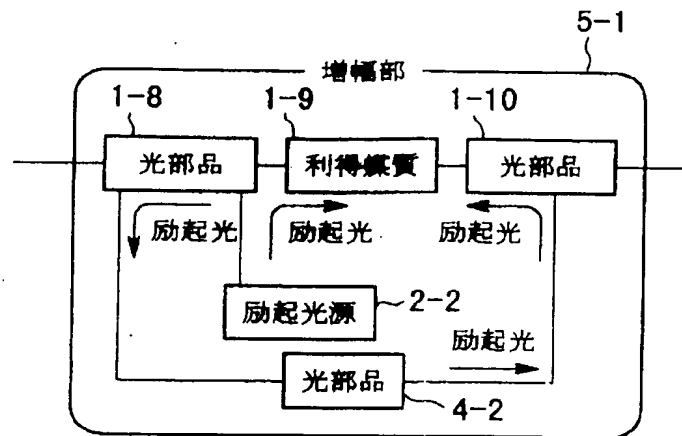 5-1
増幅部
1-8
1-9
1-10
光部品
利得媒質
光部品
励起光
励起光
励起光
励起光源
2-2
励起光
光部品
4-2